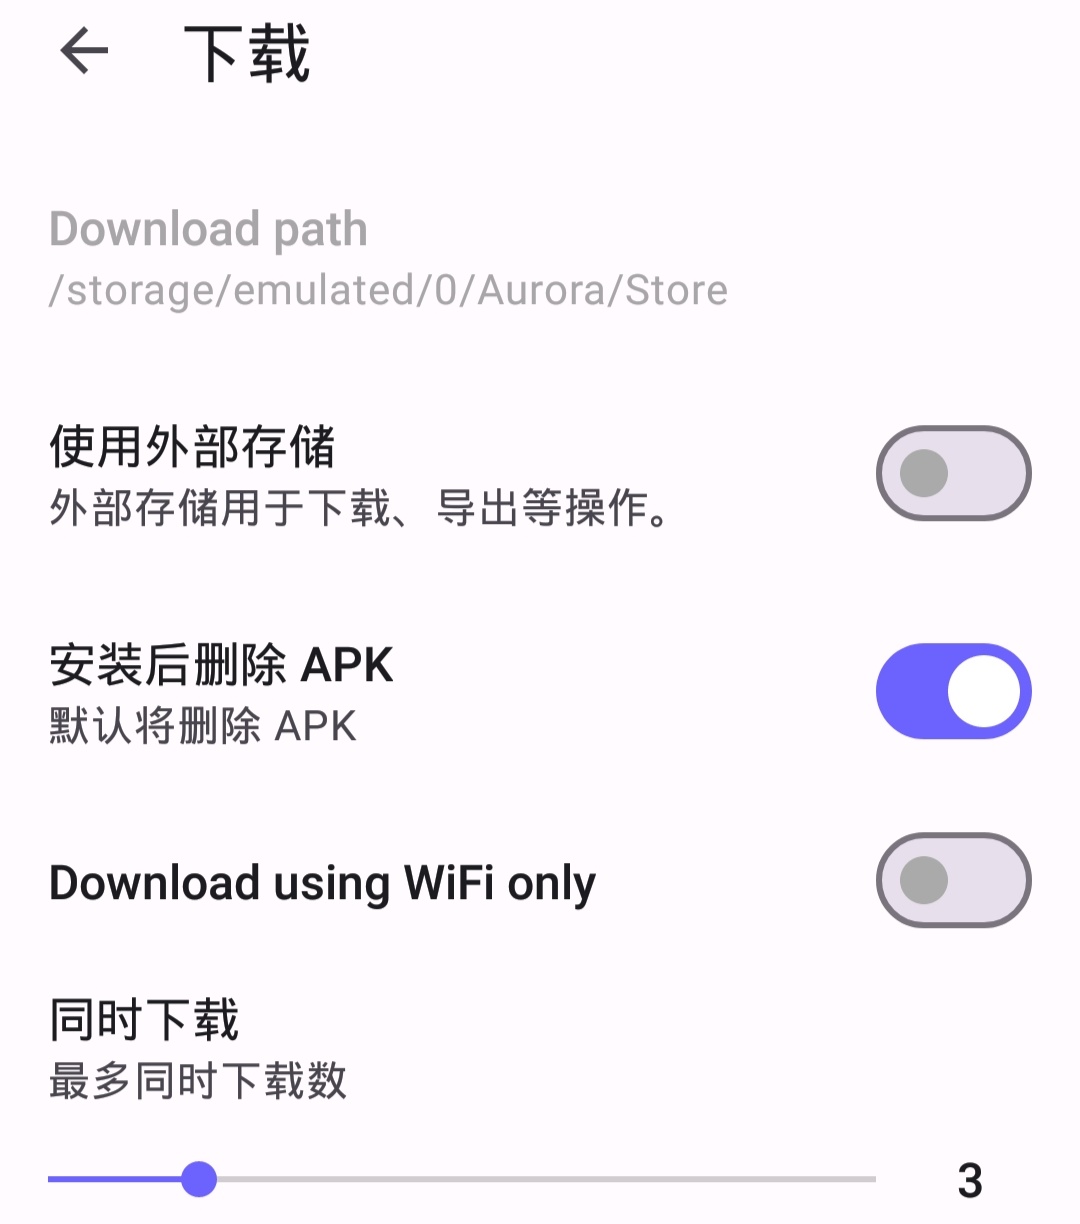 下载
Download path
/storage/emulated/0/Aurora/Store
使用外部存储
外部存储用于下载、导出等操作。
安装后删除 APK
默认将删除 APK
Download using WiFi only
同时下载
最多同时下载数
3